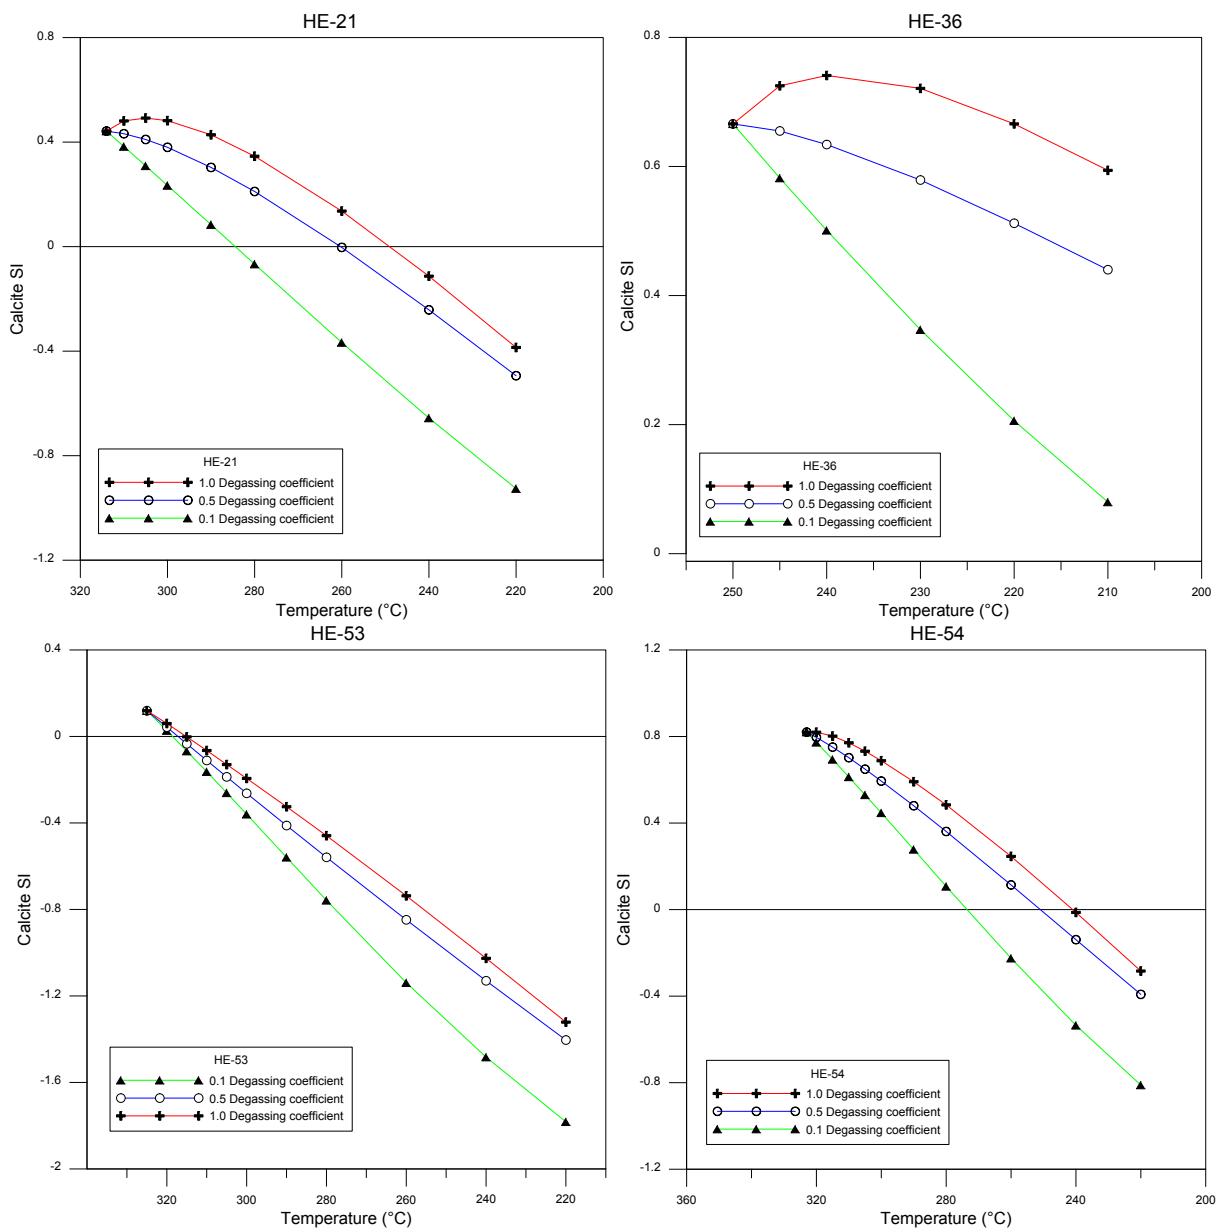 HE-21
0.8
0.4
0
-0.4
-0.8
-1.2
Calcite SI
HE-21
1.0 Degassing coefficient
0.5 Degassing coefficient
0.1 Degassing coefficient
320 300 280 260 240 220 200
Temperature (°C)
HE-36
0.8
0.6
0.4
0.2
0
Calcite SI
HE-36
1.0 Degassing coefficient
0.5 Degassing coefficient
0.1 Degassing coefficient
250 240 230 220 210 200
Temperature (°C)
HE-53
0.4
0
-0.4
-0.8
-1.2
-1.6
-2
Calcite SI
HE-53
0.1 Degassing coefficient
0.5 Degassing coefficient
1.0 Degassing coefficient
320 300 280 260 240 220
Temperature (°C)
HE-54
1.2
0.8
0.4
0
-0.4
-0.8
-1.2
Calcite SI
HE-54
1.0 Degassing coefficient
0.5 Degassing coefficient
0.1 Degassing coefficient
360 320 280 240 200
Temperature (°C)